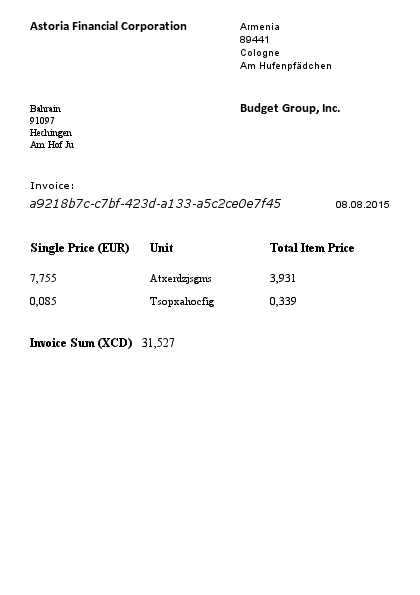 Astoria Financial Corporation
Armenia
89441
Cologne
Am Hufenpfädchen
Bahrain
91097
Hechingen
Am Hof Ju
Budget Group, Inc.
Invoice:
a9218b7c-c7bf-423d-a133-a5c2ce0e7f45 08.08.2015
Single Price (EUR) Unit Total Item Price
7,755 Atxerdzjsgms 3,931
0,085 Tsopxahocfig 0,339
Invoice Sum (XCD) 31,527